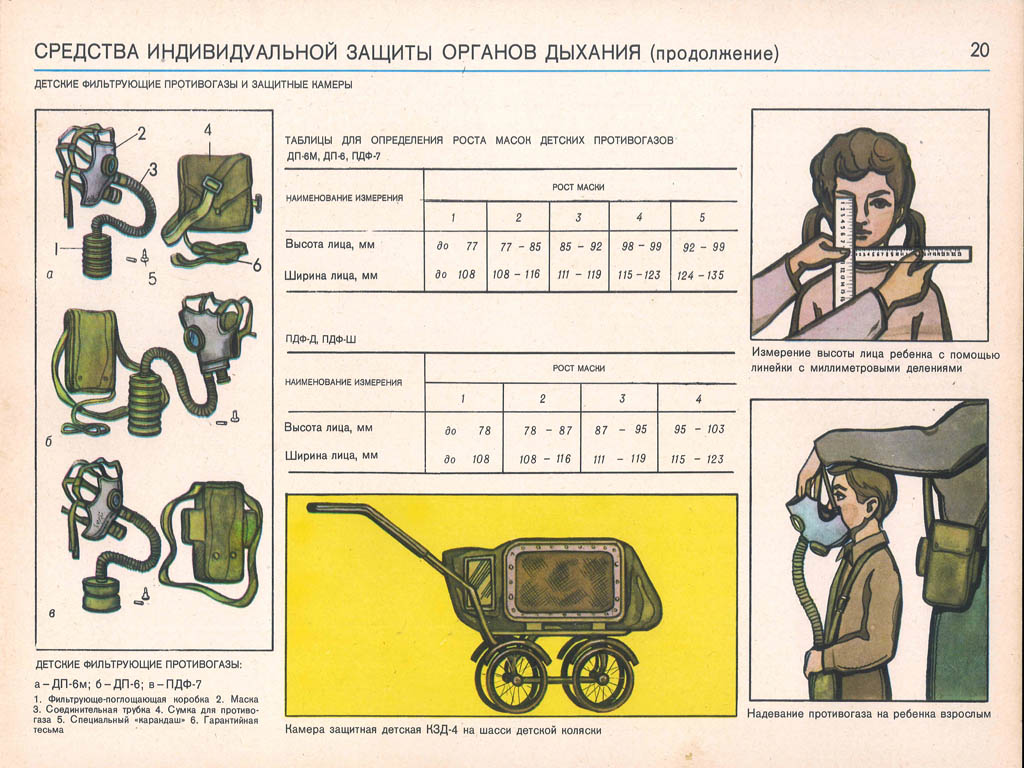 СРЕДСТВА ИНДИВИДУАЛЬНОЙ ЗАЩИТЫ ОРГАНОВ ДЫХАНИЯ (продолжение) 20
ДЕТСКИЕ ФИЛЬТРУЮЩИЕ ПРОТИВОГАЗЫ И ЗАЩИТНЫЕ КАМЕРЫ
2
4
3
1
6
5
а
б
в
ДЕТСКИЕ ФИЛЬТРУЮЩИЕ ПРОТИВОГАЗЫ:
а – ДП-6м; б – ДП-6; в – ПДФ-7
1. Фильтрующе-поглощающая коробка 2. Маска
3. Соединительная трубка 4. Сумка для противо-
газа 5. Специальный «карандаш» 6. Гарантийная
тесьма
ТАБЛИЦЫ ДЛЯ ОПРЕДЕЛЕНИЯ РОСТА МАСОК ДЕТСКИХ ПРОТИВОГАЗОВ
ДП-6М, ДП-6, ПДФ-7
НАИМЕНОВАНИЕ ИЗМЕРЕНИЯ РОСТ МАСКИ
1 2 3 4 5
Высота лица, мм до 77 77 – 85 85 – 92 98 – 99 92 – 99
Ширина лица, мм до 108 108 – 116 111 – 119 115 – 123 124 – 135
ПДФ-Д, ПДФ-Ш
НАИМЕНОВАНИЕ ИЗМЕРЕНИЯ РОСТ МАСКИ
1 2 3 4
Высота лица, мм до 78 78 – 87 87 – 95 95 – 103
Ширина лица, мм до 108 108 – 116 111 – 119 115 – 123
Камера защитная детская КЗД-4 на шасси детской коляски
Измерение высоты лица ребенка с помощью
линейки с миллиметровыми делениями
Надевание противогаза на ребенка взрослым